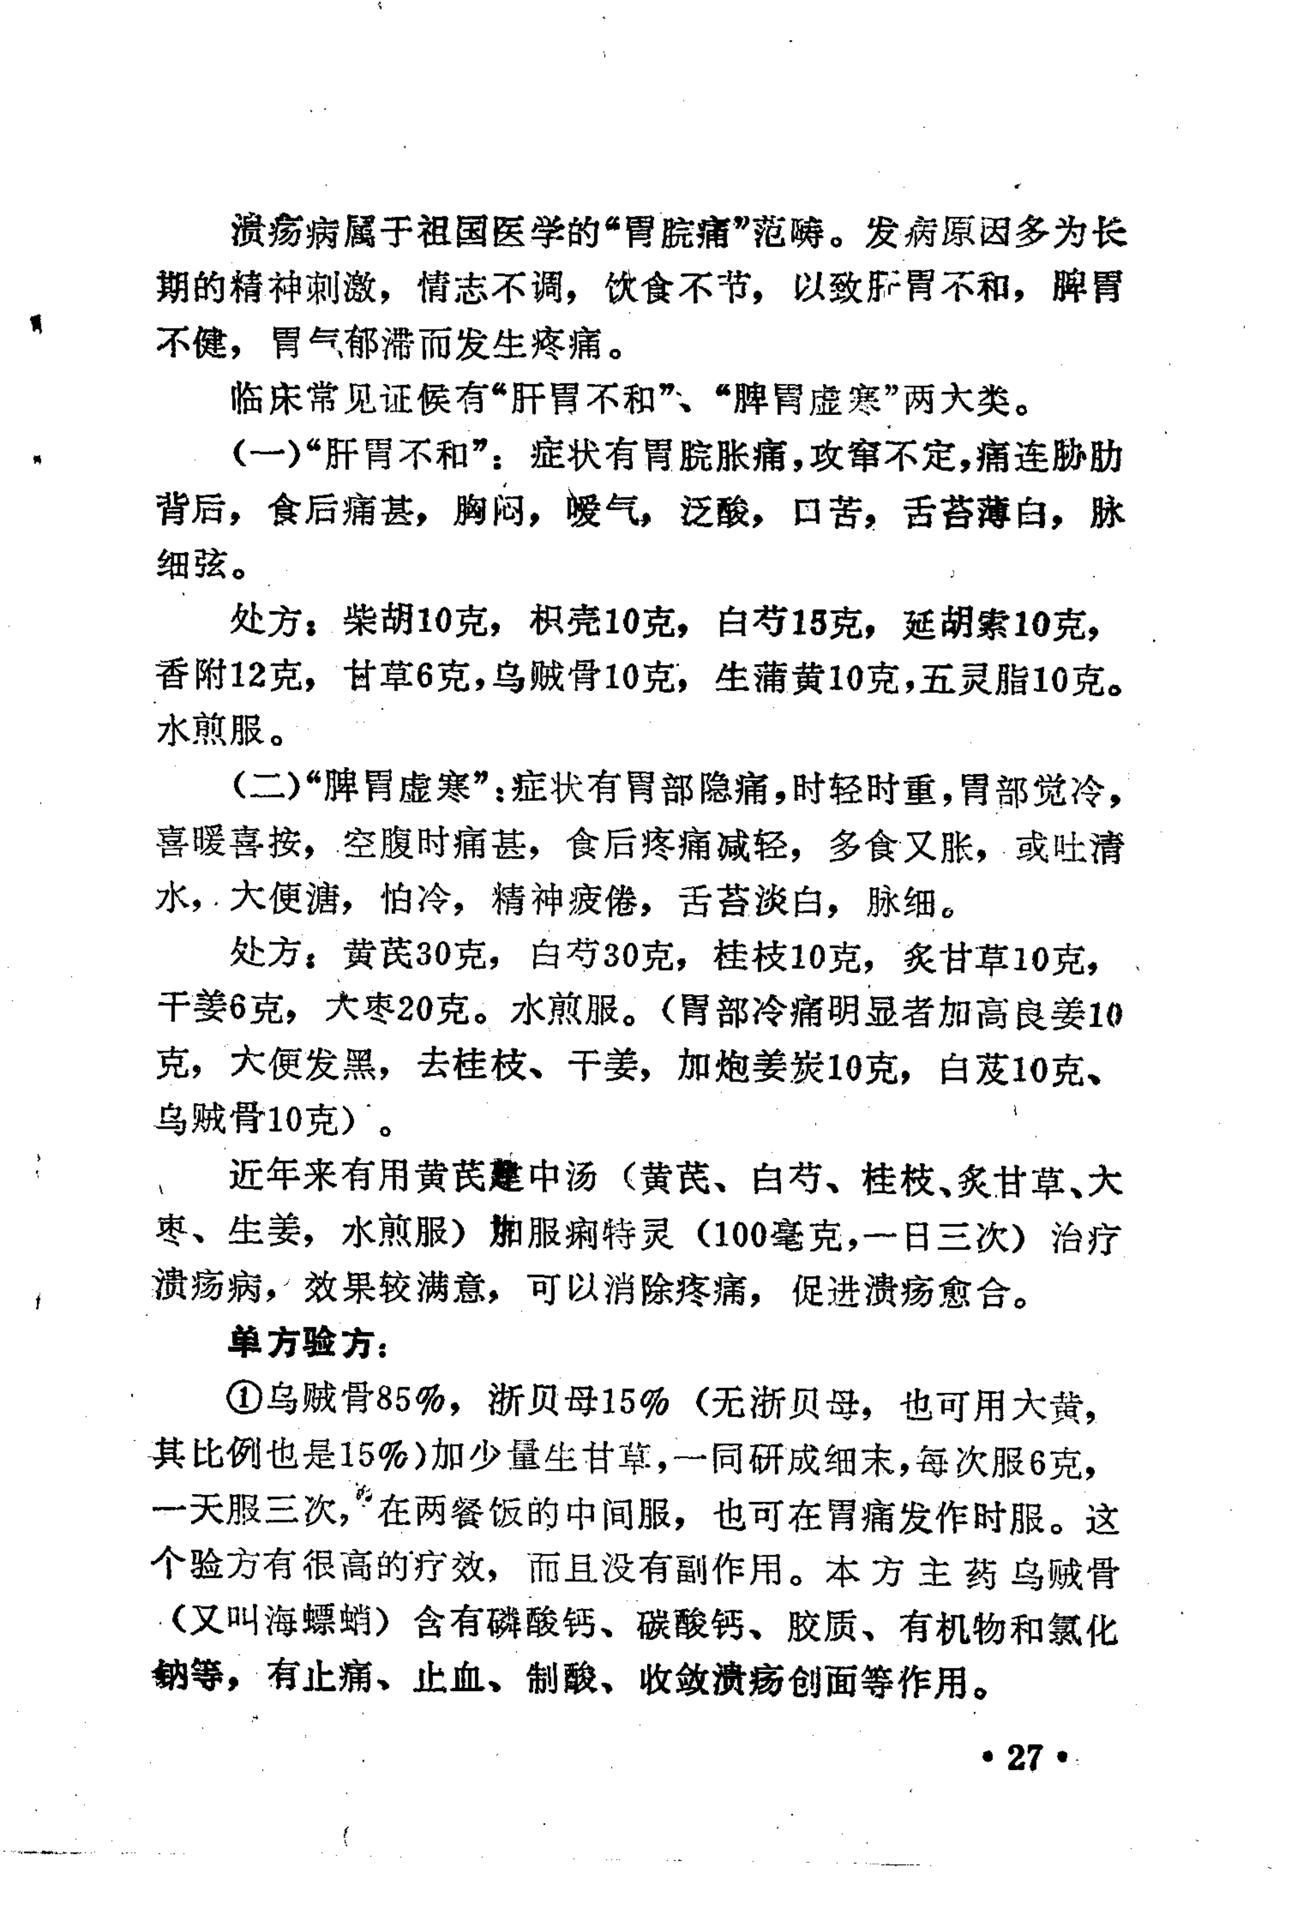 溃疡病属于祖国医学的“胃脘痛”范畴。发病原因多为长
期的精神刺激，情志不调，饮食不节，以致肝胃不和，脾胃
不健，胃气郁滞而发生疼痛。
临床常见证候有“肝胃不和”、“脾胃虚寒”两大类。
（一）“肝胃不和”：症状有胃脘胀痛，攻窜不定，痛连胁肋
背后，食后痛甚，胸闷，嗳气，泛酸，口苦，舌苔薄白，脉
细弦。
处方：柴胡10克，枳壳10克，白芍15克，延胡索10克，
香附12克，甘草6克，乌贼骨10克，生蒲黄10克，五灵脂10克。
水煎服。
（二）“脾胃虚寒”：症状有胃部隐痛，时轻时重，胃部觉冷，
喜暖喜按，空腹时痛甚，食后疼痛减轻，多食又胀，或吐清
水，大便溏，怕冷，精神疲倦，舌苔淡白，脉细。
处方：黄芪30克，白芍30克，桂枝10克，炙甘草10克，
干姜6克，大枣20克。水煎服。（胃部冷痛明显者加高良姜10
克，大便发黑，去桂枝、干姜，加炮姜炭10克，白芨10克、
乌贼骨10克）。
近年来有用黄芪建中汤（黄芪、白芍、桂枝、炙甘草、大
枣、生姜，水煎服）加服痢特灵（100毫克，一日三次）治疗
溃疡病，效果较满意，可以消除疼痛，促进溃疡愈合。
单方验方：
①乌贼骨85%，浙贝母15%（无浙贝母，也可用大黄，
其比例也是15%）加少量生甘草，一同研成细末，每次服6克，
一天服三次，在两餐饭的中间服，也可在胃痛发作时服。这
个验方有很高的疗效，而且没有副作用。本方主药乌贼骨
（又叫海螵蛸）含有磷酸钙、碳酸钙、胶质、有机物和氯化
钠等，有止痛、止血、制酸、收敛溃疡创面等作用。
• 27 •